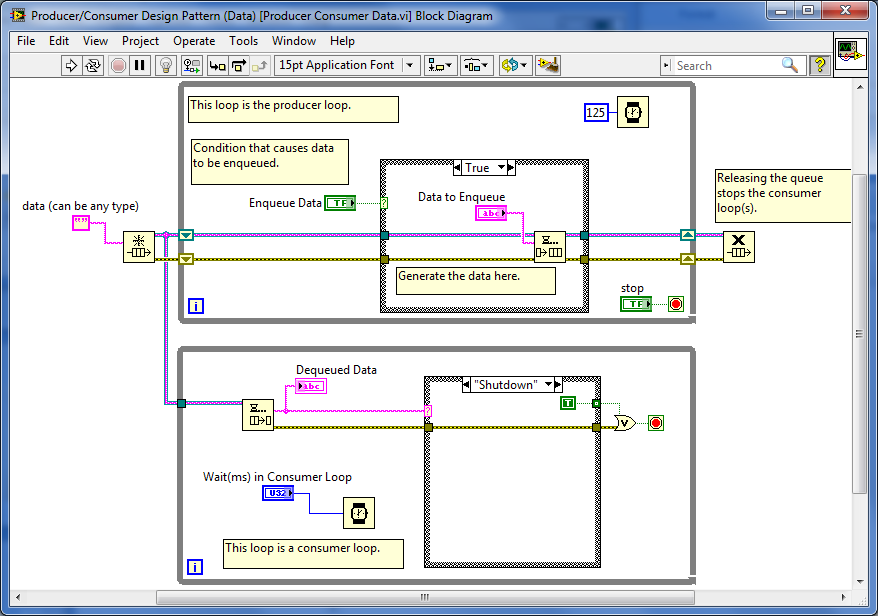 Producer/Consumer Design Pattern (Data) [Producer Consumer Data.vi] Block Diagram
File Edit View Project Operate Tools Window Help
15pt Application Font
Search
?
This loop is the producer loop.
125
Condition that causes data
to be enqueued.
True
Releasing the queue
stops the consumer
loop(s).
data (can be any type)
Enqueue Data
TF
?
Data to Enqueue
abc
Generate the data here.
stop
TF
i
Dequeued Data
abc
"Shutdown"
?
T
V
Wait(ms) in Consumer Loop
U32
This loop is a consumer loop.
i